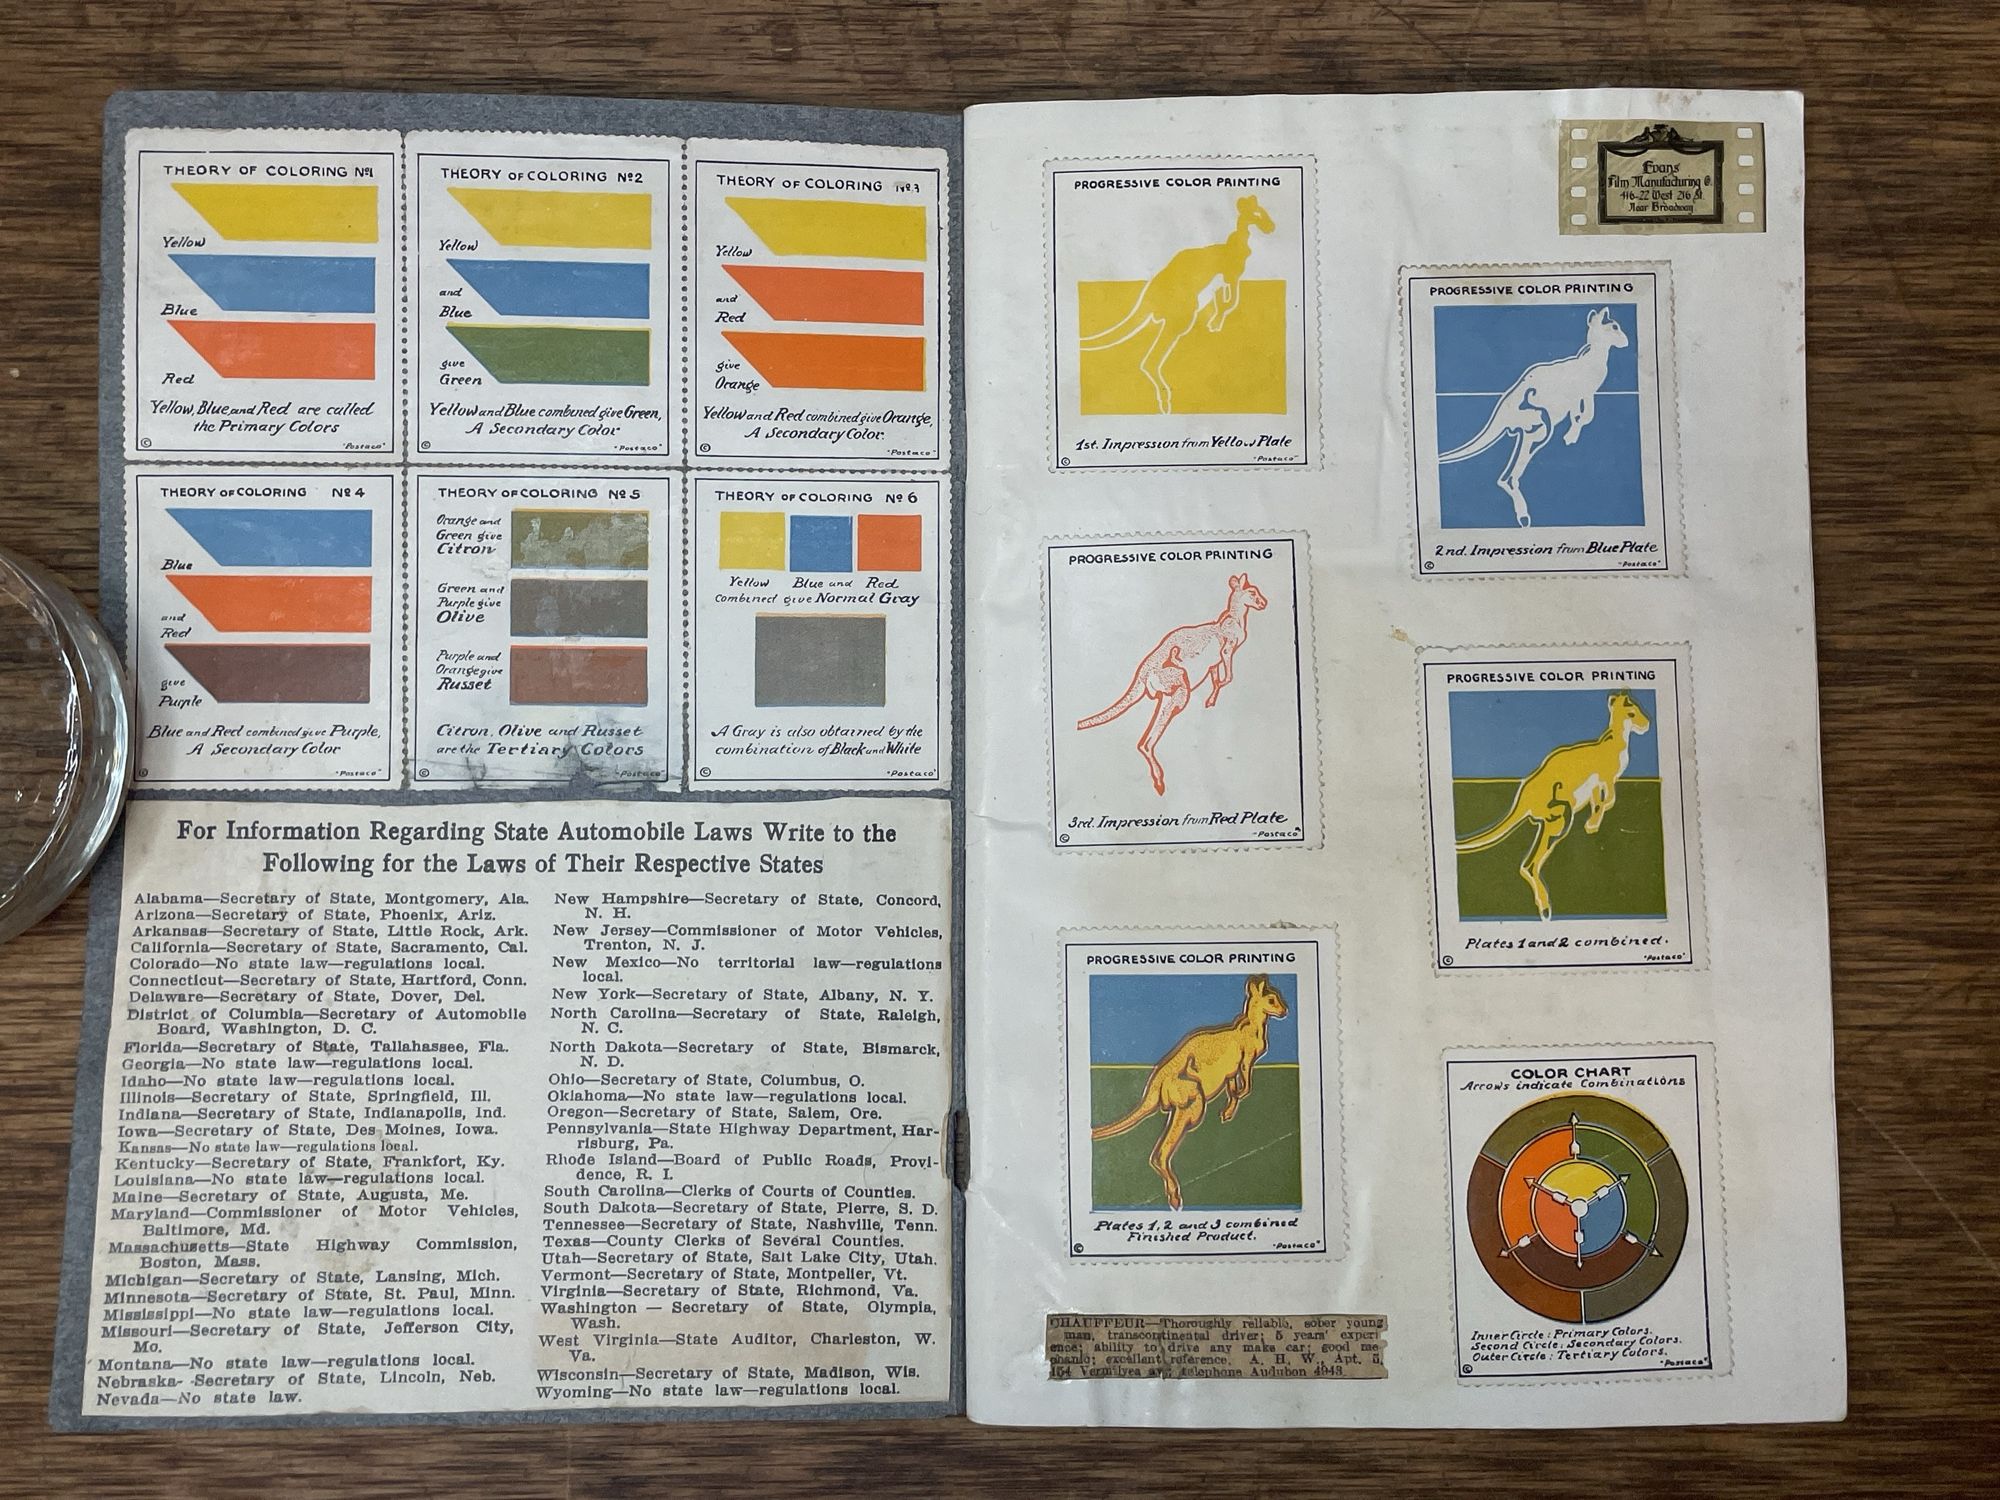 THEORY OF COLORING Nº1
Yellow
Blue
Red
Yellow, Blue and Red are called
the Primary Colors
© "Postaco"
THEORY OF COLORING Nº2
Yellow
and
Blue
give
Green
Yellow and Blue combined give Green,
A Secondary Color
© "Postaco"
THEORY OF COLORING Nº3
Yellow
and
Red
give
Orange
Yellow and Red combined give Orange,
A Secondary Color.
© "Postaco"
THEORY OF COLORING Nº4
Blue
and
Red
give
Purple
Blue and Red combined give Purple,
A Secondary Color
© "Postaco"
THEORY OF COLORING Nº5
Orange and
Green give
Citron
Green and
Purple give
Olive
Purple and
Orange give
Russet
Citron, Olive and Russet
are the Tertiary Colors
© "Postaco"
THEORY OF COLORING Nº6
Yellow Blue and Red
combined give Normal Gray
A Gray is also obtained by the
combination of Black and White
© "Postaco"
For Information Regarding State Automobile Laws Write to the
Following for the Laws of Their Respective States
Alabama—Secretary of State, Montgomery, Ala.
Arizona—Secretary of State, Phoenix, Ariz.
Arkansas—Secretary of State, Little Rock, Ark.
California—Secretary of State, Sacramento, Cal.
Colorado—No state law—regulations local.
Connecticut—Secretary of State, Hartford, Conn.
Delaware—Secretary of State, Dover, Del.
District of Columbia—Secretary of Automobile
Board, Washington, D. C.
Florida—Secretary of State, Tallahassee, Fla.
Georgia—No state law—regulations local.
Idaho—No state law—regulations local.
Illinois—Secretary of State, Springfield, Ill.
Indiana—Secretary of State, Indianapolis, Ind.
Iowa—Secretary of State, Des Moines, Iowa.
Kansas—No state law—regulations local.
Kentucky—Secretary of State, Frankfort, Ky.
Louisiana—No state law—regulations local.
Maine—Secretary of State, Augusta, Me.
Maryland—Commissioner of Motor Vehicles,
Baltimore, Md.
Massachusetts—State Highway Commission,
Boston, Mass.
Michigan—Secretary of State, Lansing, Mich.
Minnesota—Secretary of State, St. Paul, Minn.
Mississippi—No state law—regulations local.
Missouri—Secretary of State, Jefferson City,
Mo.
Montana—No state law—regulations local.
Nebraska—Secretary of State, Lincoln, Neb.
Nevada—No state law.
New Hampshire—Secretary of State, Concord,
N. H.
New Jersey—Commissioner of Motor Vehicles,
Trenton, N. J.
New Mexico—No territorial law—regulations
local.
New York—Secretary of State, Albany, N. Y.
North Carolina—Secretary of State, Raleigh,
N. C.
North Dakota—Secretary of State, Bismarck,
N. D.
Ohio—Secretary of State, Columbus, O.
Oklahoma—No state law—regulations local.
Oregon—Secretary of State, Salem, Ore.
Pennsylvania—State Highway Department, Har-
risburg, Pa.
Rhode Island—Board of Public Roads, Provi-
dence, R. I.
South Carolina—Clerks of Courts of Counties.
South Dakota—Secretary of State, Pierre, S. D.
Tennessee—Secretary of State, Nashville, Tenn.
Texas—County Clerks of Several Counties.
Utah—Secretary of State, Salt Lake City, Utah.
Vermont—Secretary of State, Montpelier, Vt.
Virginia—Secretary of State, Richmond, Va.
Washington — Secretary of State, Olympia,
Wash.
West Virginia—State Auditor, Charleston, W.
Va.
Wisconsin—Secretary of State, Madison, Wis.
Wyoming—No state law—regulations local.
Evans
Film Manufacturing Co.
416-22 West 216 St.
Near Broadway
PROGRESSIVE COLOR PRINTING
1st. Impression from Yellow Plate
© "Postaco"
PROGRESSIVE COLOR PRINTING
2nd. Impression from Blue Plate
© "Postaco"
PROGRESSIVE COLOR PRINTING
3rd. Impression from Red Plate
© "Postaco"
PROGRESSIVE COLOR PRINTING
Plates 1 and 2 combined.
© "Postaco"
PROGRESSIVE COLOR PRINTING
Plates 1, 2 and 3 combined
Finished Product.
© "Postaco"
COLOR CHART
Arrows indicate Combinations
Inner Circle: Primary Colors.
Second Circle: Secondary Colors.
Outer Circle: Tertiary Colors.
© "Postaco"
CHAUFFEUR—Thoroughly reliable, sober young
man, transcontinental driver; 5 years' experi
ence; ability to drive any make car; good me
chanic; excellent reference. A. H. W., Apt. 5,
154 Vermilyea av.; telephone Audubon 4943.